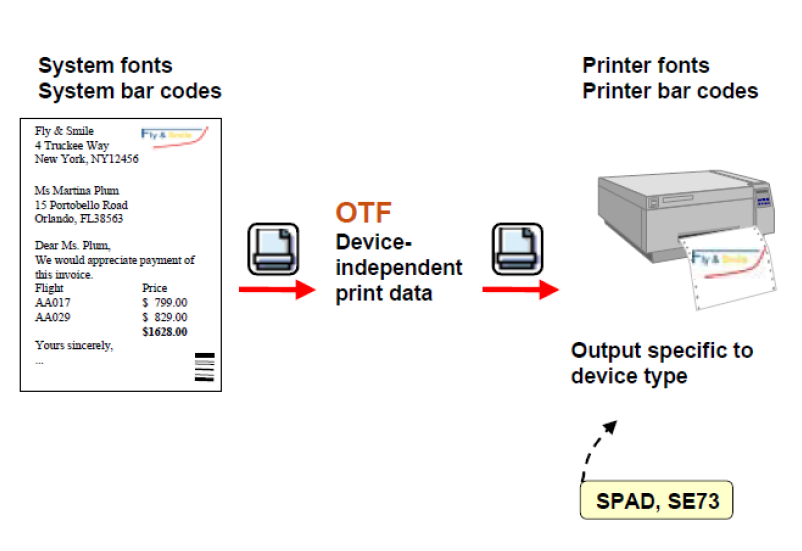 System fonts
System bar codes
Fly & Smile
4 Truckee Way
New York, NY12456
Fly & Smile
Ms Martina Plum
15 Portobello Road
Orlando, FL38563
Dear Ms. Plum,
We would appreciate payment of
this invoice.
Flight Price
AA017 $ 799.00
AA029 $ 829.00
$1628.00
Yours sincerely,
...
OTF
Device-
independent
print data
Printer fonts
Printer bar codes
Fly & Smile
Output specific to
device type
SPAD, SE73